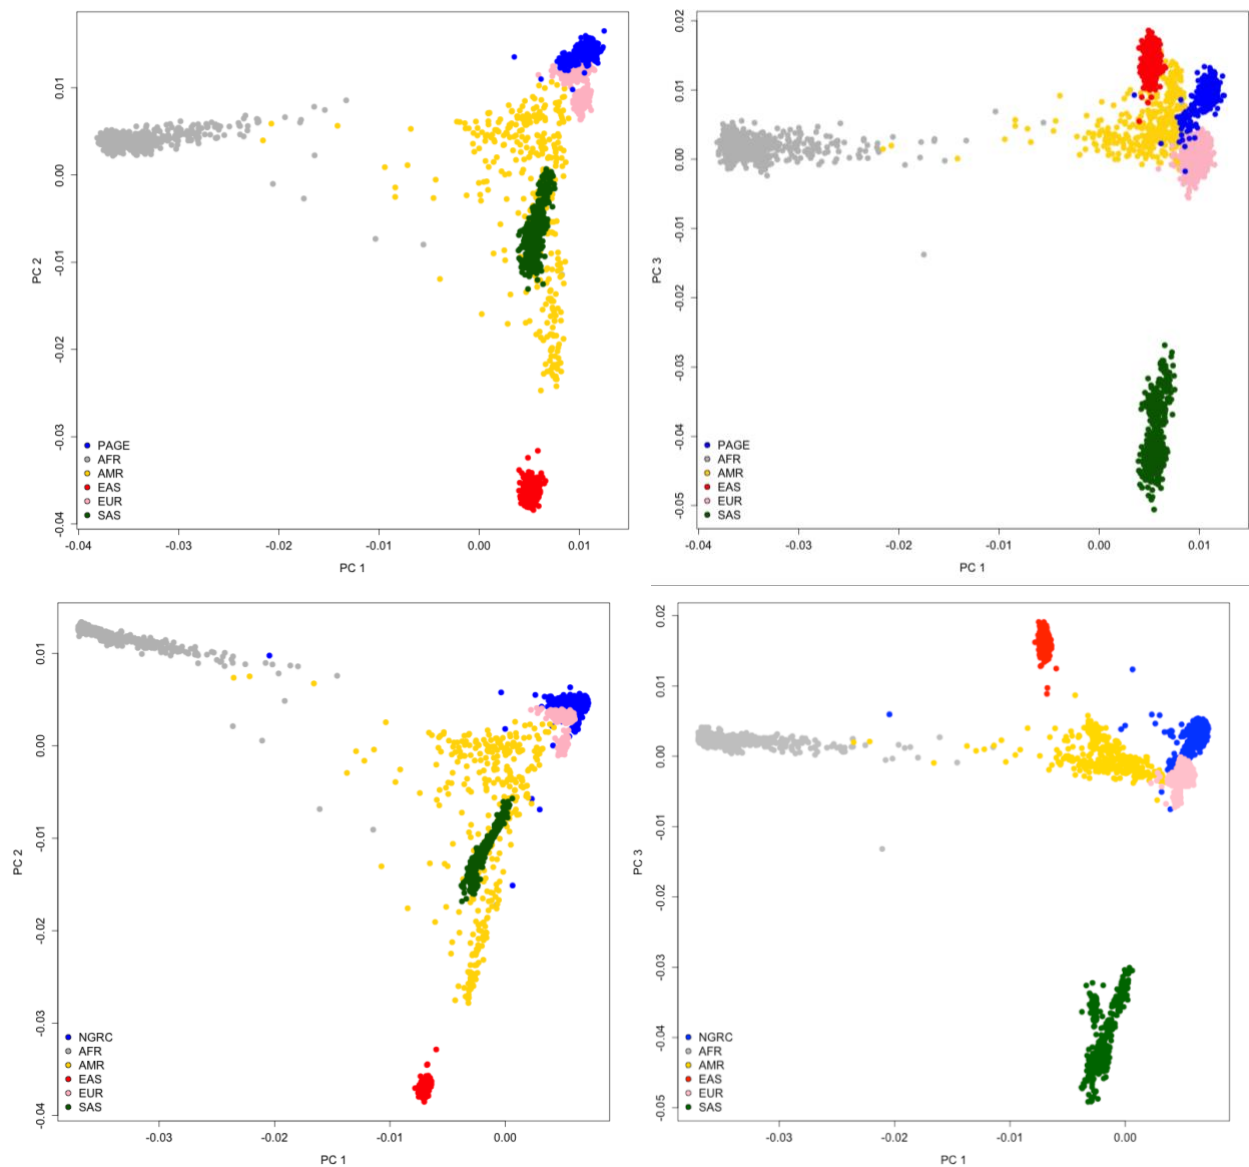 0.01
0.00
-0.01
-0.02
-0.03
-0.04
PC 2
PAGE
AFR
AMR
EAS
EUR
SAS
-0.04 -0.03 -0.02 -0.01 0.00 0.01
PC 1
0.02
0.01
0.00
-0.01
-0.02
-0.03
-0.04
-0.05
PC 3
PAGE
AFR
AMR
EAS
EUR
SAS
-0.04 -0.03 -0.02 -0.01 0.00 0.01
PC 1
0.01
0.00
-0.01
-0.02
-0.03
-0.04
PC 2
NGRC
AFR
AMR
EAS
EUR
SAS
-0.03 -0.02 -0.01 0.00
PC 1
0.02
0.01
0.00
-0.01
-0.02
-0.03
-0.04
-0.05
PC 3
NGRC
AFR
AMR
EAS
EUR
SAS
-0.03 -0.02 -0.01 0.00
PC 1